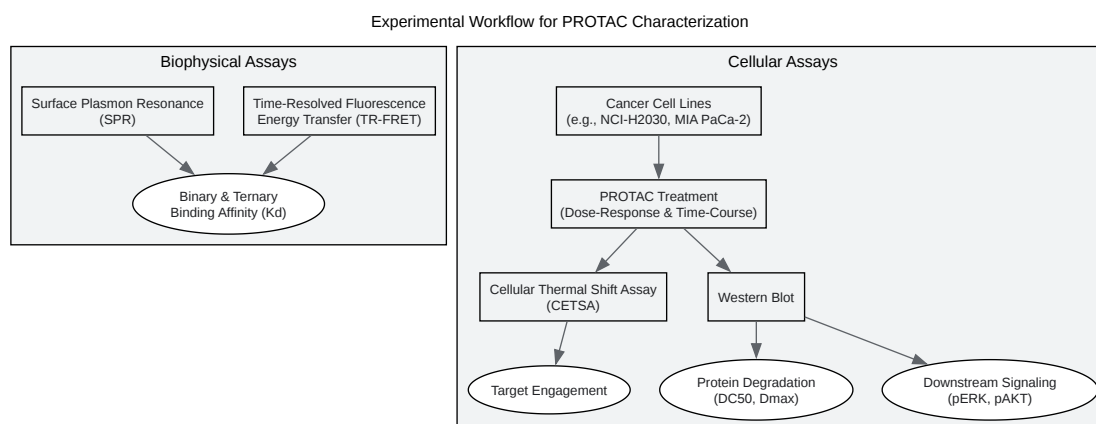 Experimental Workflow for PROTAC Characterization
Biophysical Assays
Surface Plasmon Resonance
(SPR)
Time-Resolved Fluorescence
Energy Transfer (TR-FRET)
Binary & Ternary
Binding Affinity (Kd)
Cellular Assays
Cancer Cell Lines
(e.g., NCI-H2030, MIA PaCa-2)
PROTAC Treatment
(Dose-Response & Time-Course)
Cellular Thermal Shift Assay
(CETSA)
Western Blot
Target Engagement
Protein Degradation
(DC50, Dmax)
Downstream Signaling
(pERK, pAKT)